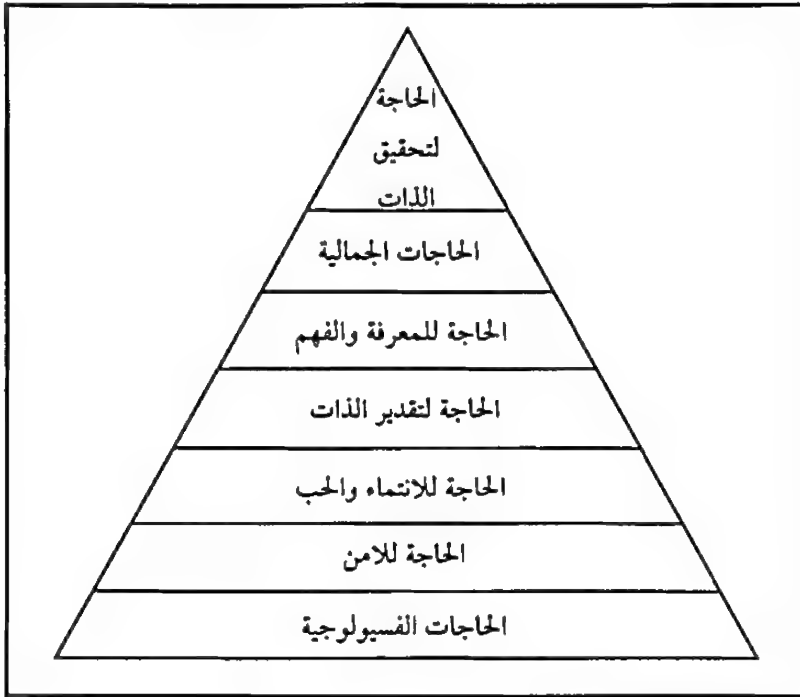 الحاجة
لتحقيق
الذات
الحاجات الجمالية
الحاجة للمعرفة والفهم
الحاجة لتقدير الذات
الحاجة للانتماء والحب
الحاجة للامن
الحاجات الفسيولوجية